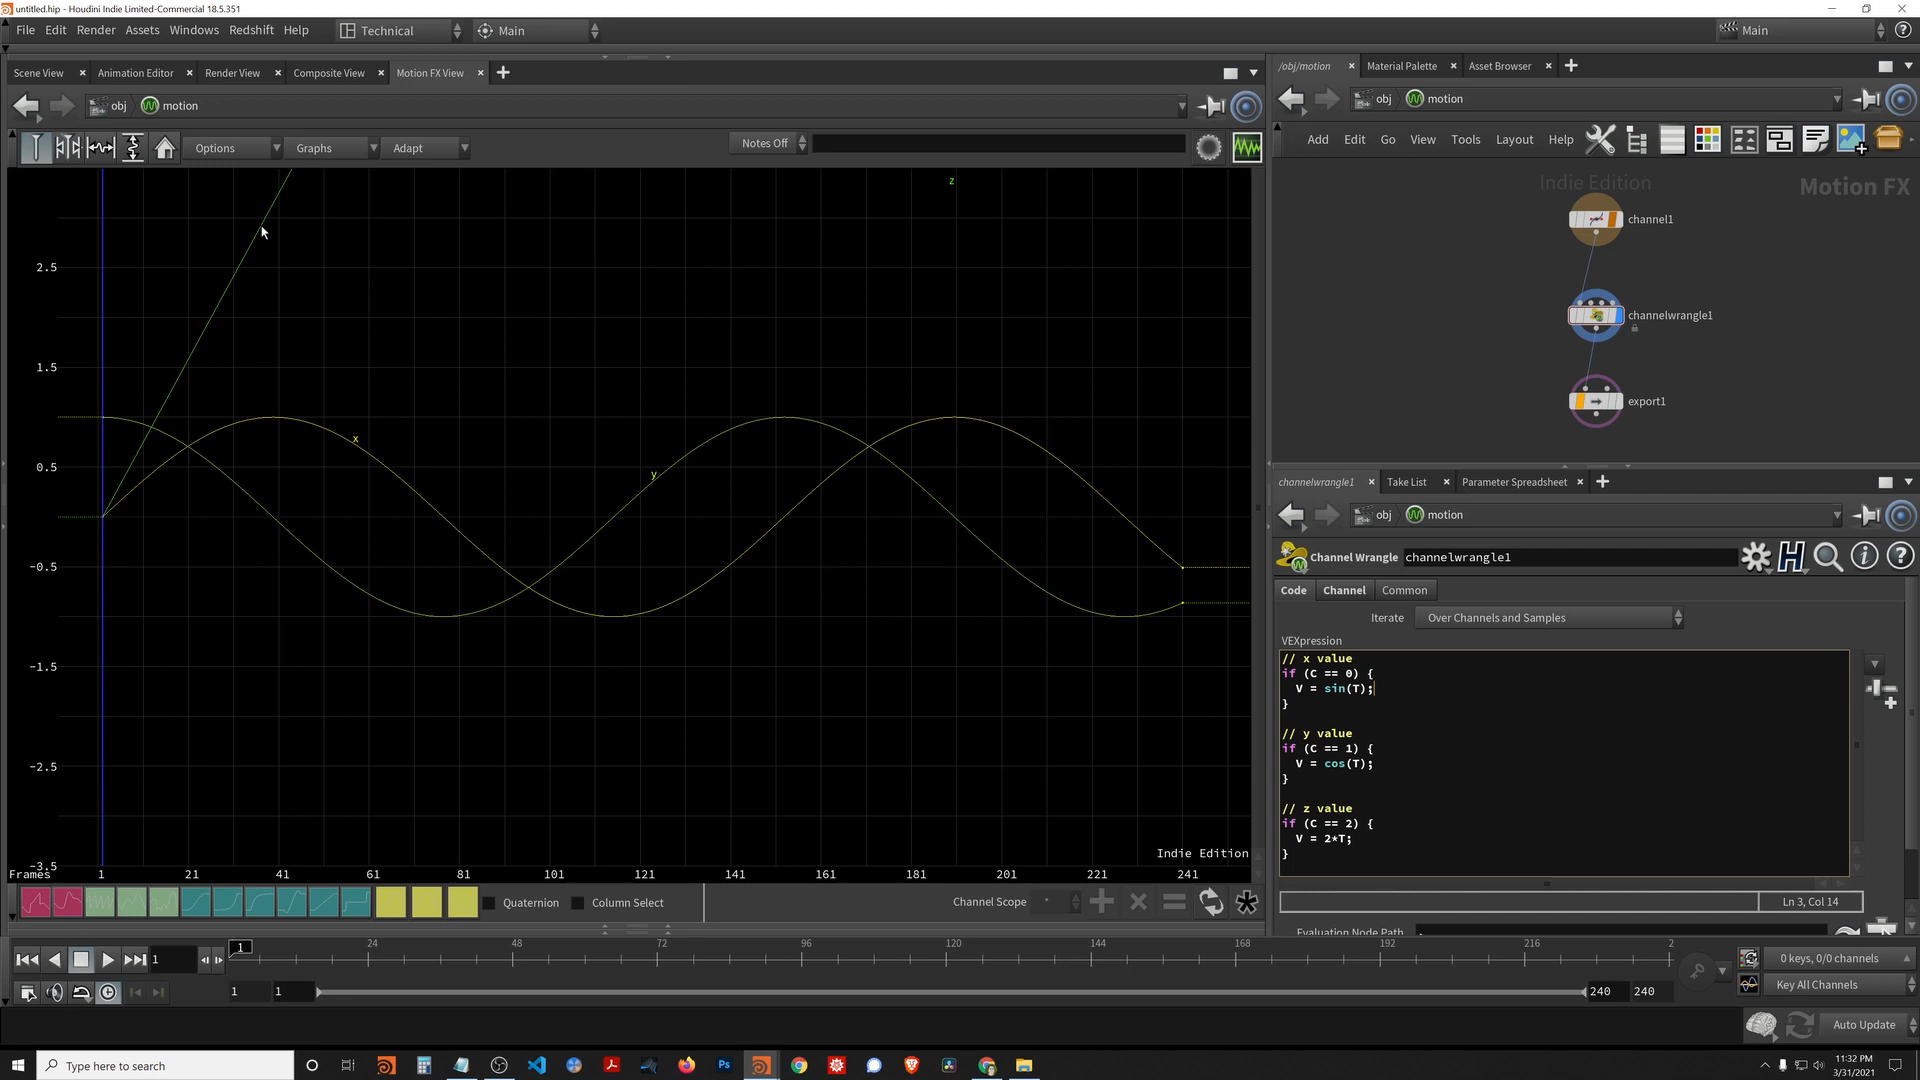 untitled.hip - Houdini Indie Limited-Commercial 18.5.351
File Edit Render Assets Windows Redshift Help Technical Main Main
Scene View Animation Editor Render View Composite View Motion FX View
obj motion
Options Graphs Adapt Notes Off
z
2.5
1.5
x
0.5
y
-0.5
-1.5
-2.5
-3.5
Indie Edition
Frames 1 21 41 61 81 101 121 141 161 181 201 221 241
Quaternion Column Select Channel Scope
/obj/motion Material Palette Asset Browser
obj motion
Add Edit Go View Tools Layout Help
Indie Edition Motion FX
channel1
channelwrangle1
export1
channelwrangle1 Take List Parameter Spreadsheet
obj motion
Channel Wrangle channelwrangle1
Code Channel Common
Iterate Over Channels and Samples
VEXpression
// x value
if (C == 0) {
V = sin(T);
}
// y value
if (C == 1) {
V = cos(T);
}
// z value
if (C == 2) {
V = 2*T;
}
Ln 3, Col 14
Evaluation Node Path
1 1 24 48 72 96 120 144 168 192 216 2
0 keys, 0/0 channels
1 1 240 240
Key All Channels
Auto Update
Type here to search
Ps
11:32 PM
3/31/2021